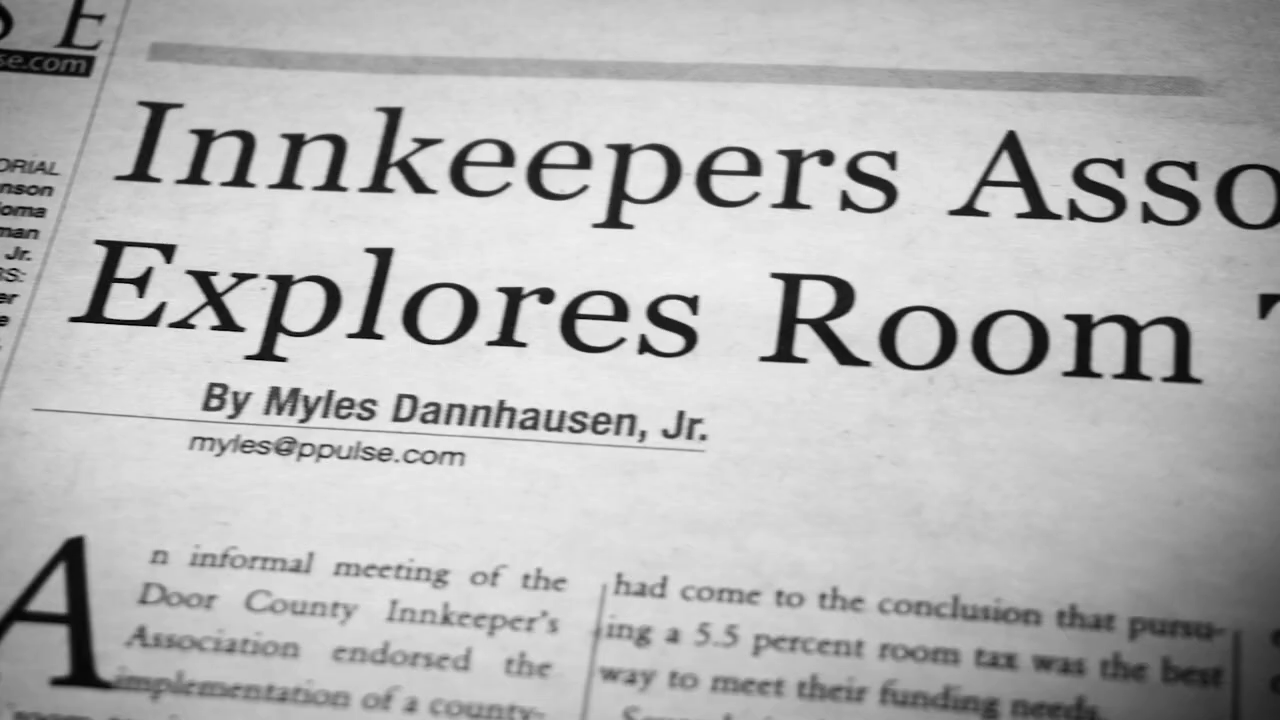 S E
se.com
ORIAL
nson
oma
man
Jr.
RS:
er
e
Innkeepers Asso
Explores Room T
By Myles Dannhausen, Jr.
myles@ppulse.com
An informal meeting of the
Door County Innkeeper's
Association endorsed the
implementation of a county-
had come to the conclusion that pursu-
ing a 5.5 percent room tax was the best
way to meet their funding needs.